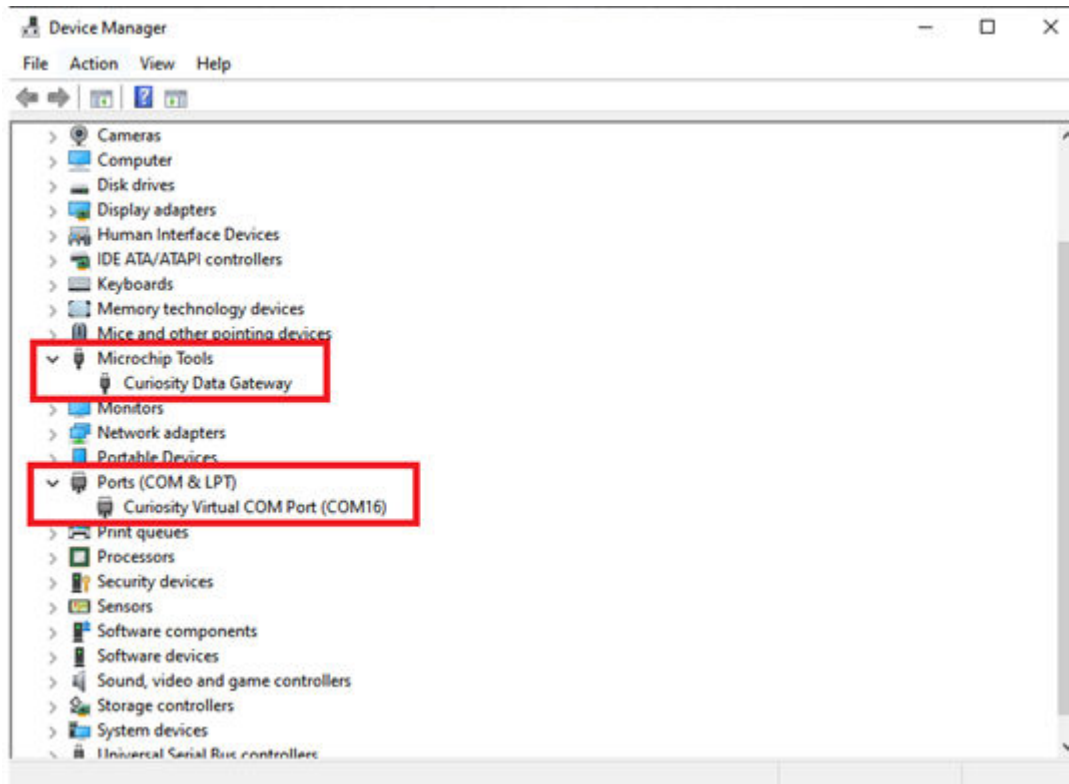 Device Manager
File Action View Help
Cameras
Computer
Disk drives
Display adapters
Human Interface Devices
IDE ATA/ATAPI controllers
Keyboards
Memory technology devices
Mice and other pointing devices
Microchip Tools
Curiosity Data Gateway
Monitors
Network adapters
Portable Devices
Ports (COM & LPT)
Curiosity Virtual COM Port (COM16)
Print queues
Processors
Security devices
Sensors
Software components
Software devices
Sound, video and game controllers
Storage controllers
System devices
Universal Serial Bus controllers